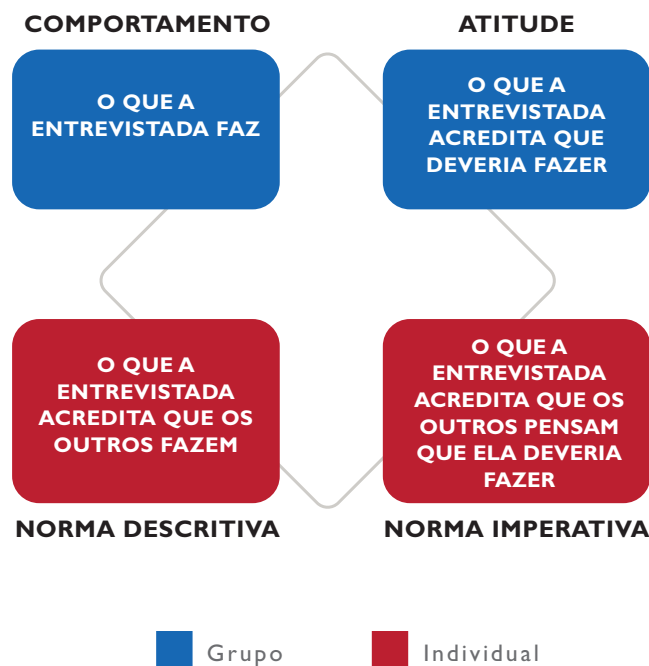 COMPORTAMENTO
O QUE A
ENTREVISTADA FAZ
ATITUDE
O QUE A
ENTREVISTADA
ACREDITA QUE
DEVERIA FAZER
O QUE A
ENTREVISTADA
ACREDITA QUE OS
OUTROS FAZEM
NORMA DESCRITIVA
O QUE A
ENTREVISTADA
ACREDITA QUE OS
OUTROS PENSAM
QUE ELA DEVERIA
FAZER
NORMA IMPERATIVA
Grupo
Individual